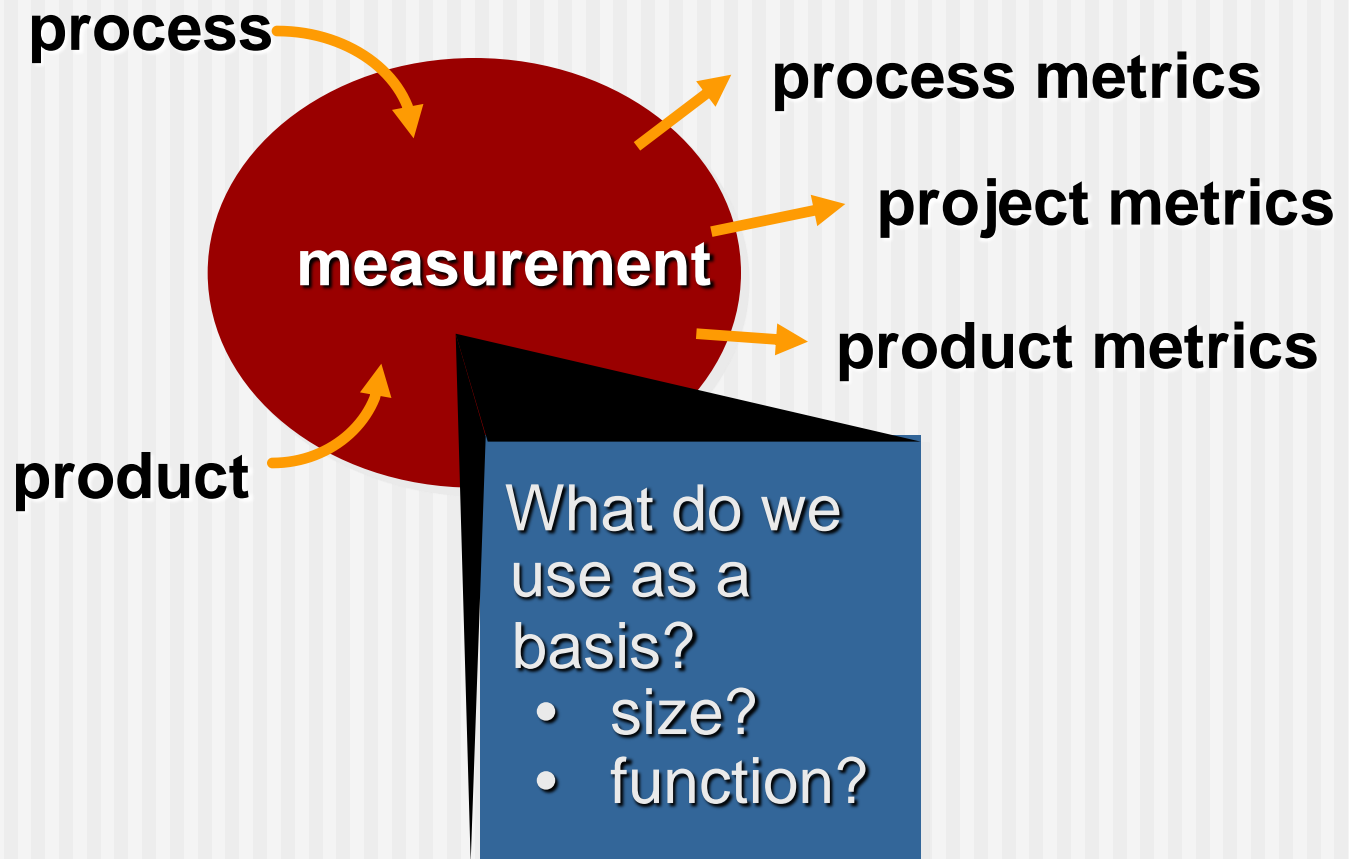 process
process metrics
project metrics
measurement
product metrics
product
What do we
use as a
basis?
• size?
• function?